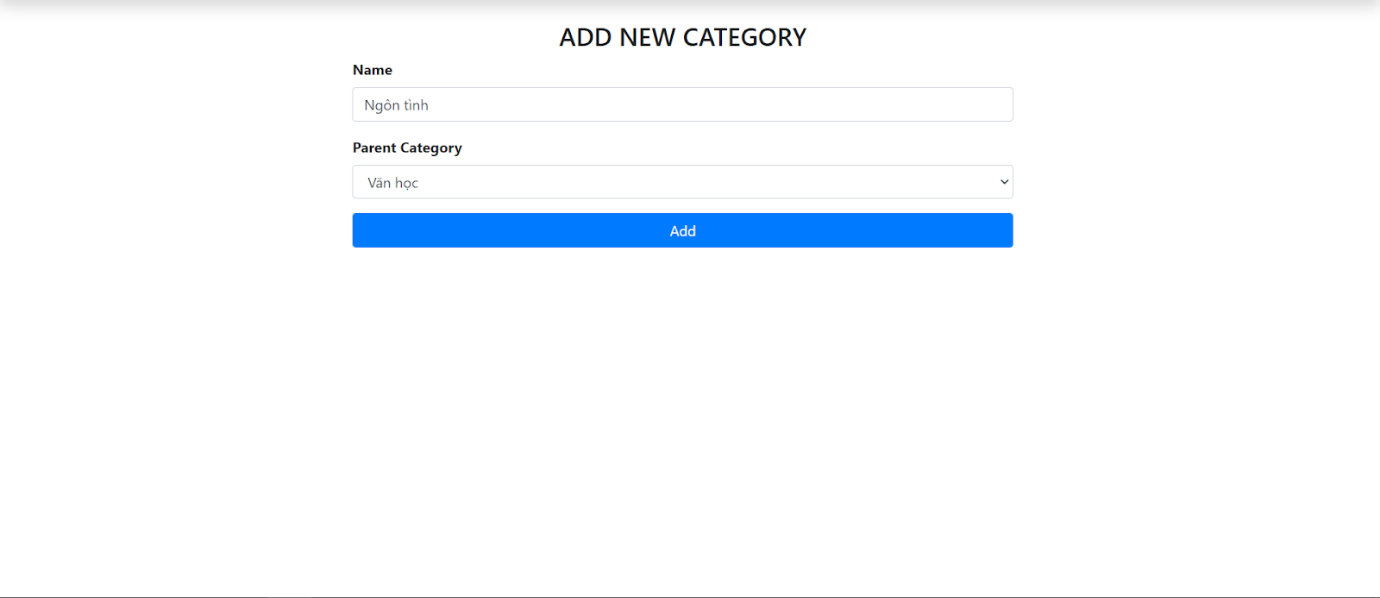 ADD NEW CATEGORY
Name
Ngôn tình
Parent Category
Văn học
Add